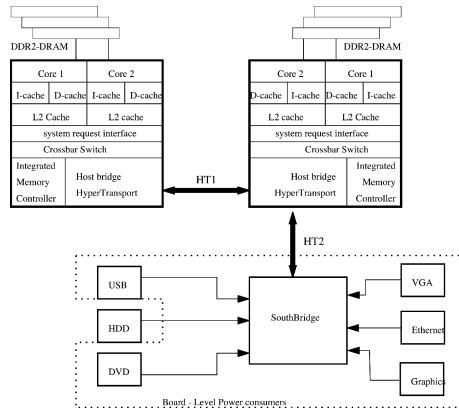 DDR2-DRAM
DDR2-DRAM
Core 1
Core 2
Core 2
Core 1
I-cache
D-cache
I-cache
D-cache
D-cache
I-cache
D-cache
I-cache
L2 Cache
L2 cache
L2 Cache
L2 Cache
system request interface
system request interface
Crossbar Switch
Crossbar Switch
Integrated
Memory
Controller
Host bridge
HyperTransport
HT1
Host bridge
HyperTransport
Integrated
Memory
Controller
HT2
USB
HDD
DVD
SouthBridge
VGA
Ethernet
Graphics
Board - Level Power consumers